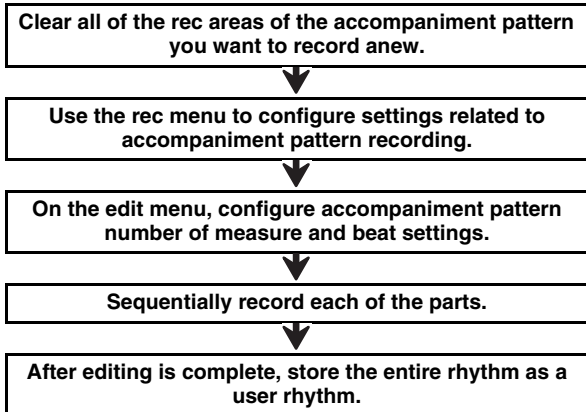 Clear all of the rec areas of the accompaniment pattern
you want to record anew.
Use the rec menu to configure settings related to
accompaniment pattern recording.
On the edit menu, configure accompaniment pattern
number of measure and beat settings.
Sequentially record each of the parts.
After editing is complete, store the entire rhythm as a
user rhythm.